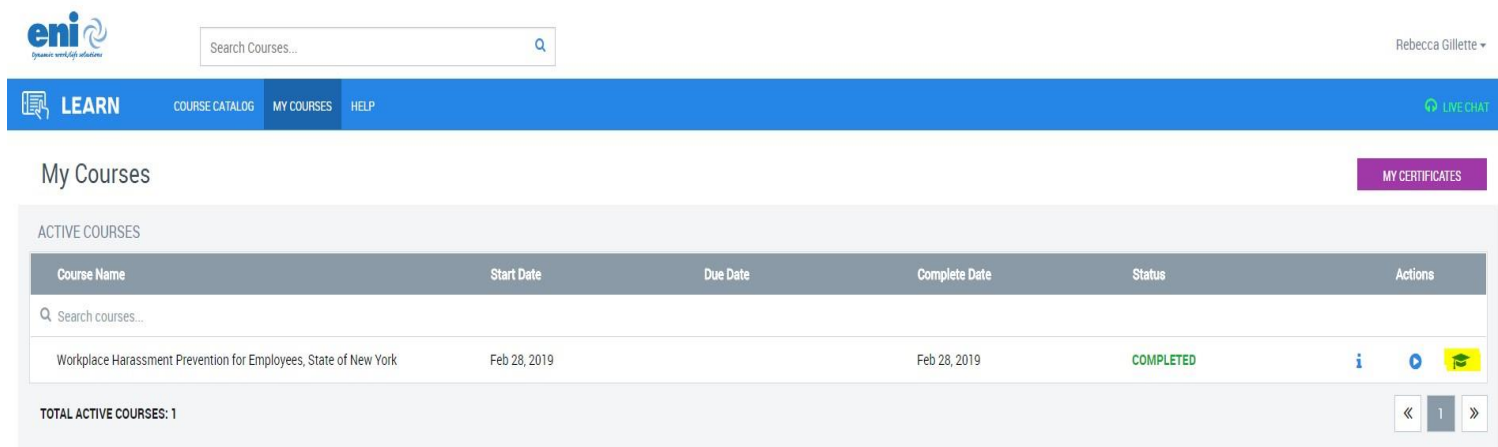 eni
Dynamic work/life solutions
Search Courses...
Rebecca Gillette
LEARN COURSE CATALOG MY COURSES HELP LIVE CHAT
My Courses
MY CERTIFICATES
ACTIVE COURSES
Course Name Start Date Due Date Complete Date Status Actions
Search courses...
Workplace Harassment Prevention for Employees, State of New York Feb 28, 2019 Feb 28, 2019 COMPLETED
TOTAL ACTIVE COURSES: 1
« 1 »